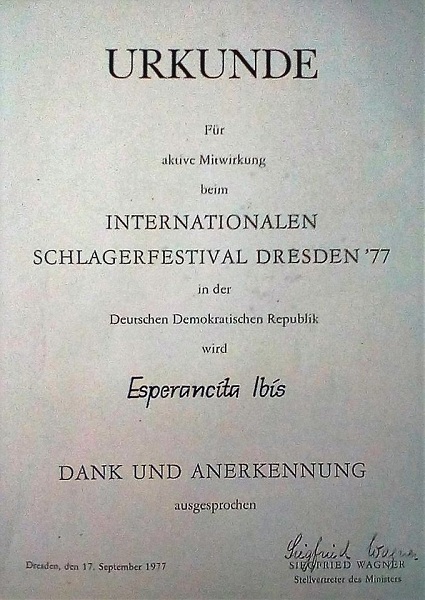 URKUNDE
Für
aktive Mitwirkung
beim
INTERNATIONALEN
SCHLAGERFESTIVAL DRESDEN '77
in der
Deutschen Demokratischen Republik
wird
Esperancita Ibis
DANK UND ANERKENNUNG
ausgesprochen
Siegfried Wagner
SIEGFRIED WAGNER
Dresden, den 17. September 1977
Stellvertreter des Ministers